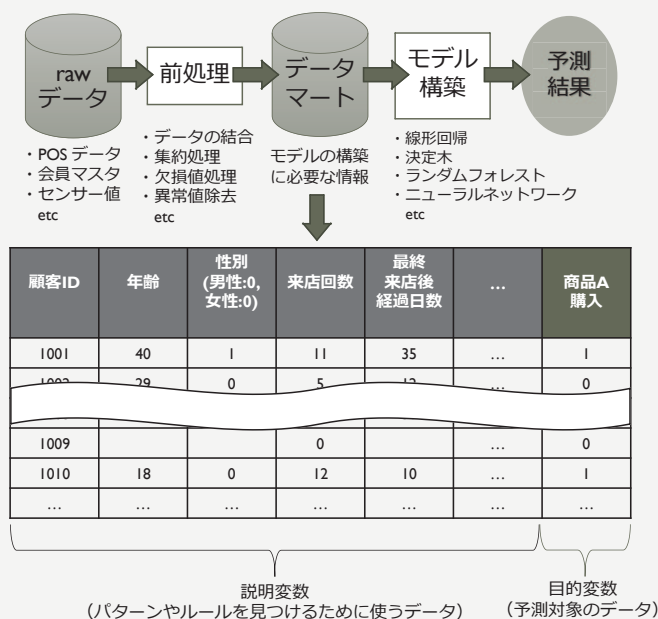 raw
データ
前処理
データ
マート
モデル
構築
予測
結果
・POS データ
・会員マスタ
・センサー値
etc
・データの結合
・集約処理
・欠損値処理
・異常値除去
etc
モデルの構築
に必要な情報
・線形回帰
・決定木
・ランダムフォレスト
・ニューラルネットワーク
etc
顧客ID 年齢 性別 (男性:0, 女性:0) 来店回数 最終 来店後 経過日数 … 商品A 購入
1001 40 1 11 35 … 1
1002 29 0 5 12 … 0
1009 0 … 0
1010 18 0 12 10 … 1
… … … … … … …
説明変数
（パターンやルールを見つけるために使うデータ）
目的変数
（予測対象のデータ）